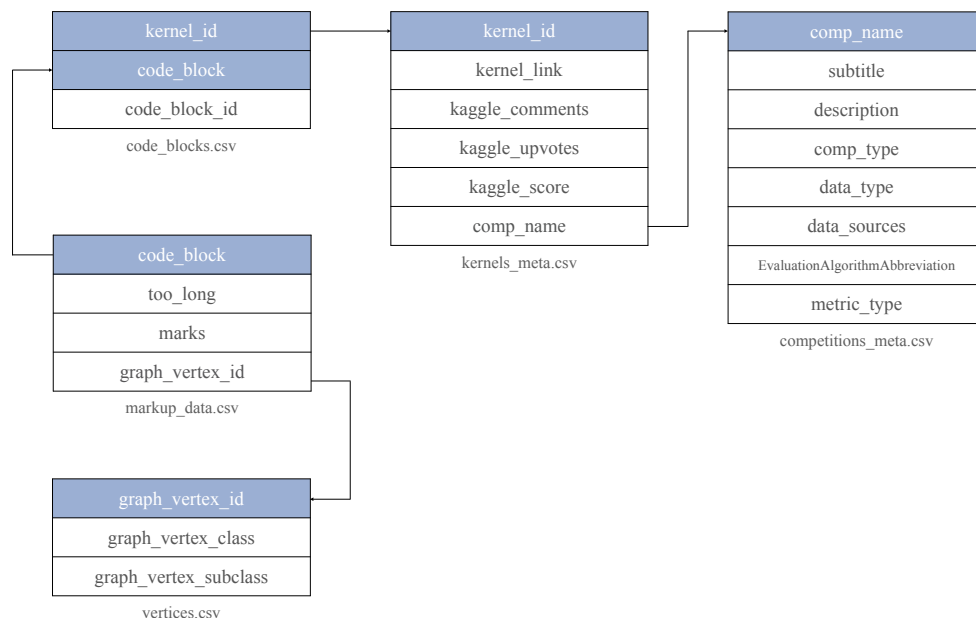 kernel_id
code_block
code_block_id
code_blocks.csv
kernel_id
kernel_link
kaggle_comments
kaggle_upvotes
kaggle_score
comp_name
kernels_meta.csv
comp_name
subtitle
description
comp_type
data_type
data_sources
EvaluationAlgorithmAbbreviation
metric_type
competitions_meta.csv
code_block
too_long
marks
graph_vertex_id
markup_data.csv
graph_vertex_id
graph_vertex_class
graph_vertex_subclass
vertices.csv